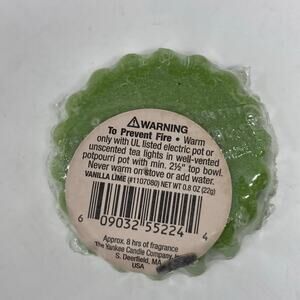 ⚠WARNING
To Prevent Fire • Warm
only with UL listed electric pot or
unscented tea lights in well-vented
potpourri pot with min. 2½" top bowl.
Never warm on stove or add water.
VANILLA LIME (#1107080) NET WT 0.8 OZ (22g)
6 09032 55224 4
Approx. 8 hrs of fragrance
The Yankee Candle Company,
S. Deerfield, MA
USA